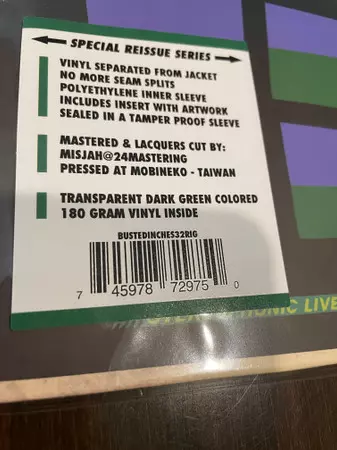 SPECIAL REISSUE SERIES
VINYL SEPARATED FROM JACKET
NO MORE SEAM SPLITS
POLYETHYLENE INNER SLEEVE
INCLUDES INSERT WITH ARTWORK
SEALED IN A TAMPER PROOF SLEEVE
MASTERED & LACQUERS CUT BY:
MISJAH@24MASTERING
PRESSED AT MOBINEKO - TAIWAN
TRANSPARENT DARK GREEN COLORED
180 GRAM VINYL INSIDE
BUSTEDINCHES32RIG
7 45978 72975 0
LIVE